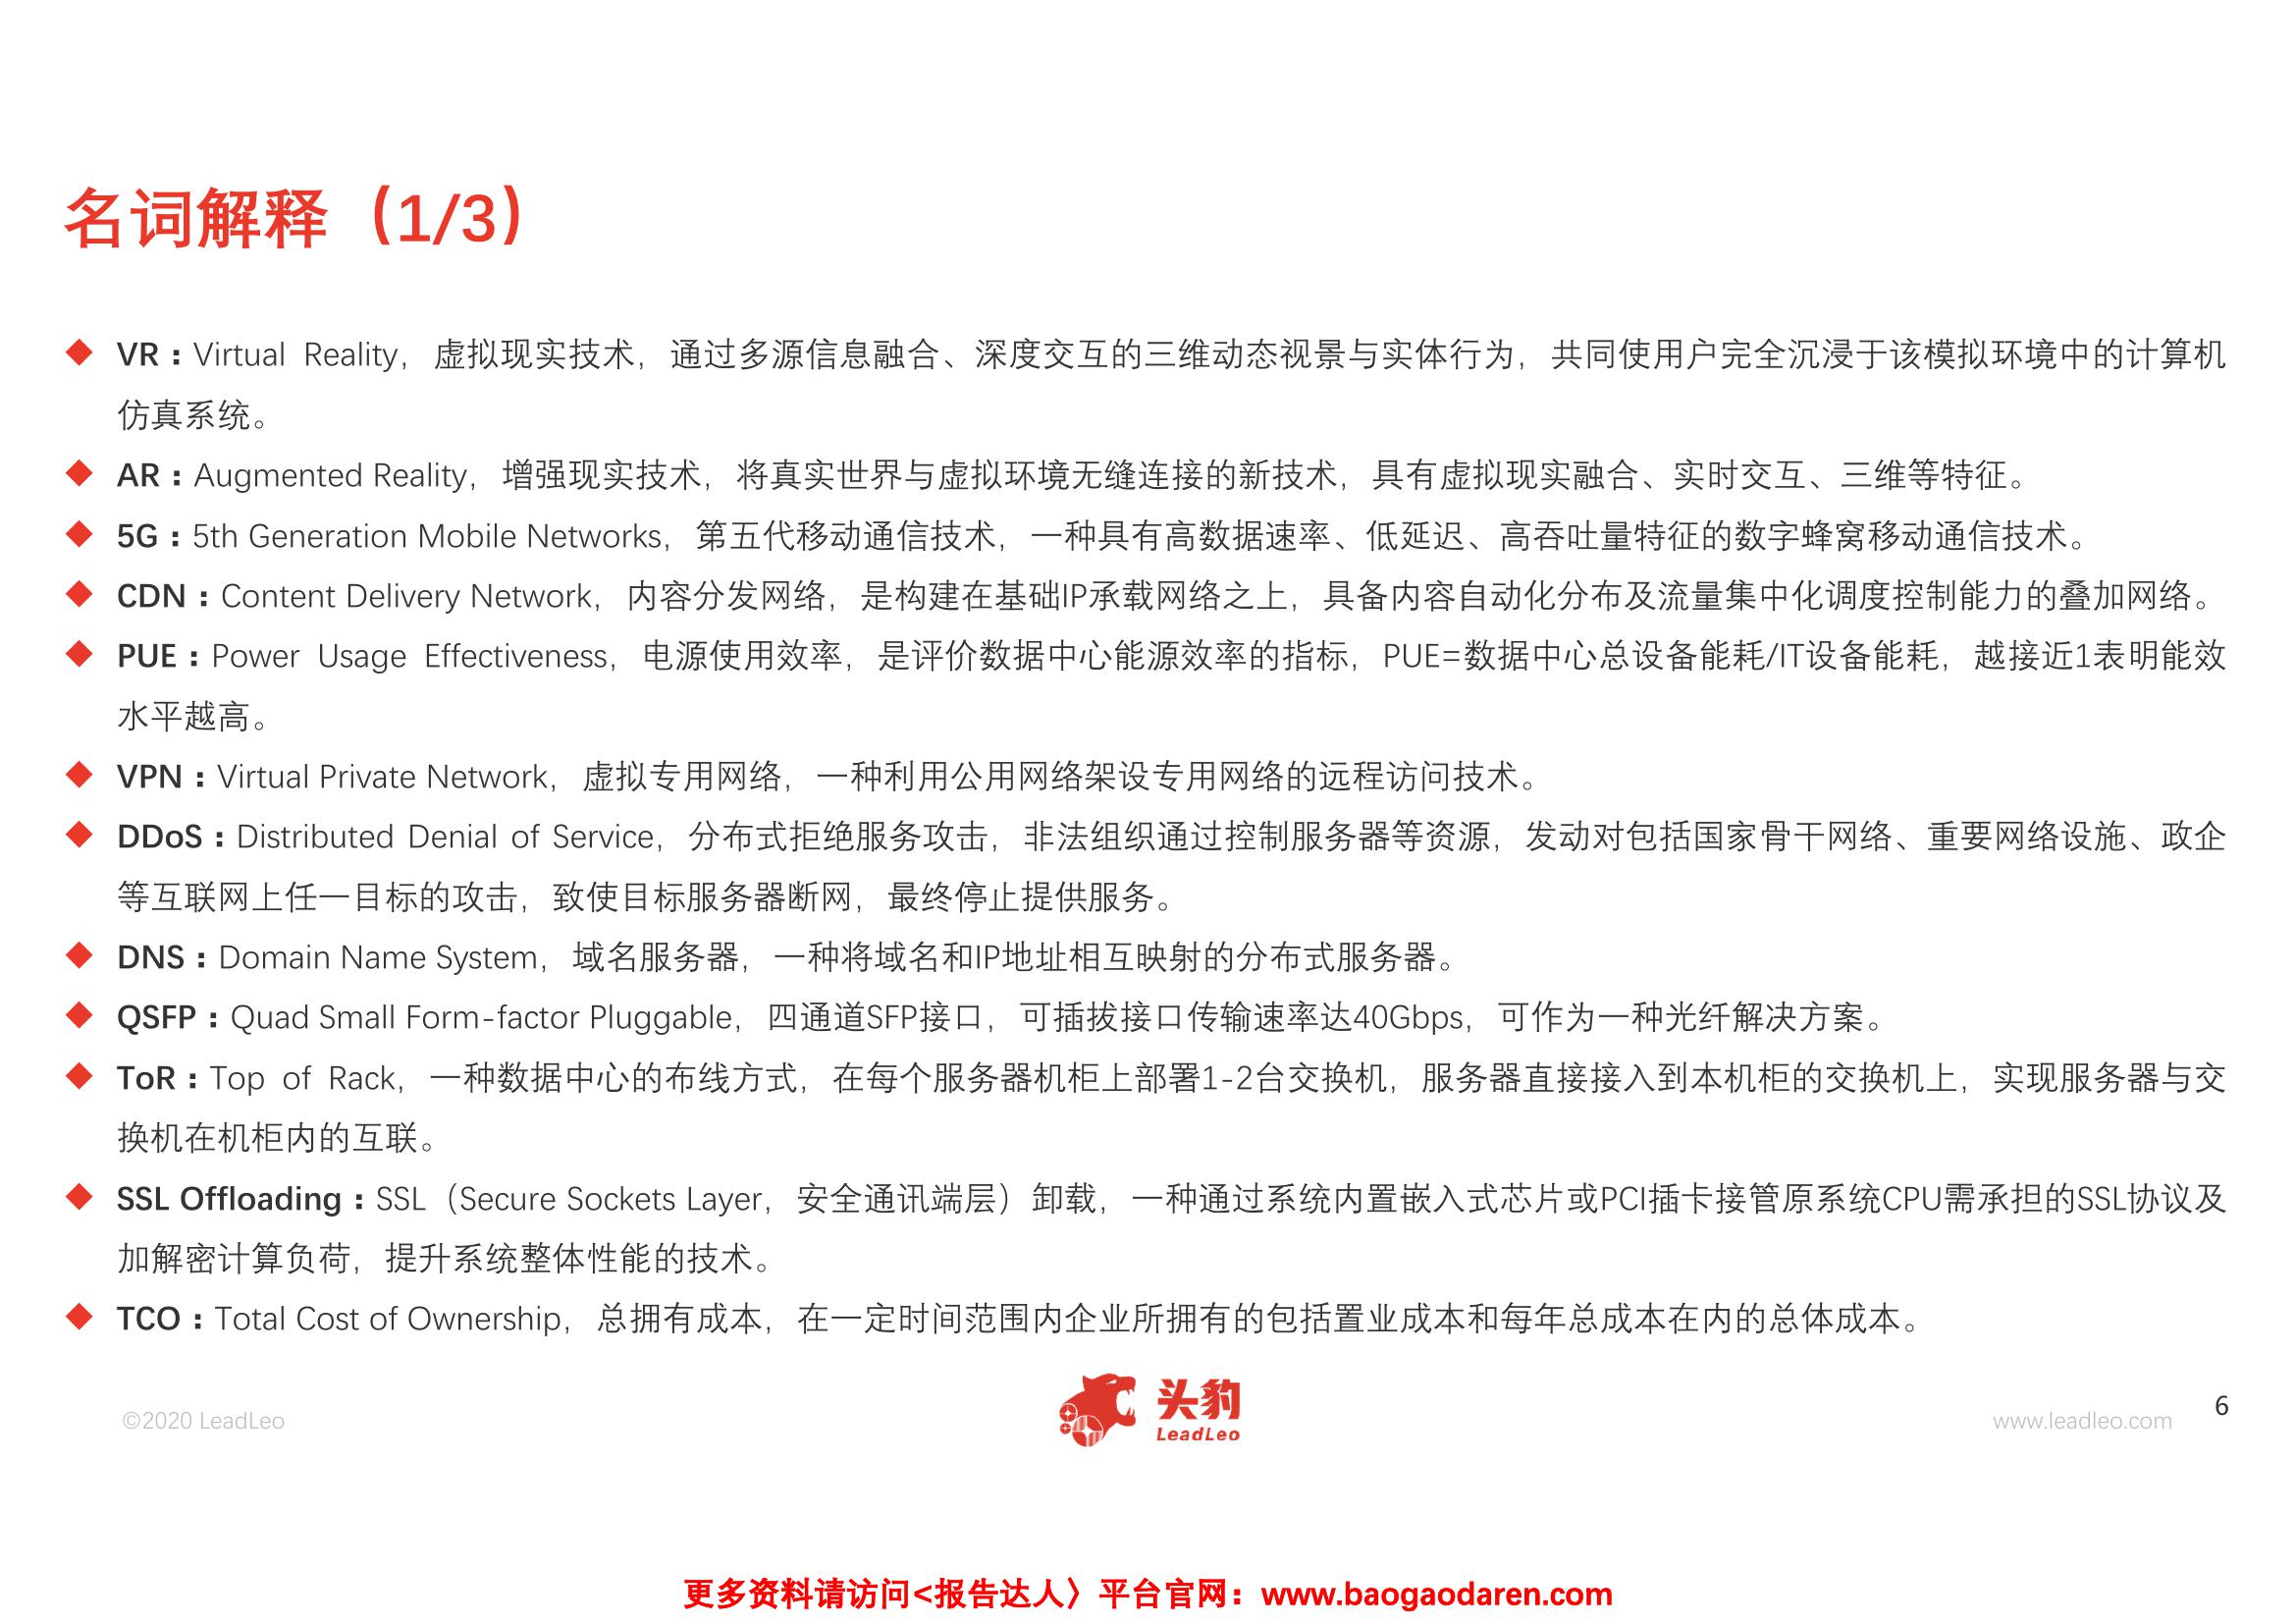 名词解释（1/3）
◆ VR：Virtual Reality，虚拟现实技术，通过多源信息融合、深度交互的三维动态视景与实体行为，共同使用户完全沉浸于该模拟环境中的计算机
仿真系统。
◆ AR：Augmented Reality，增强现实技术，将真实世界与虚拟环境无缝连接的新技术，具有虚拟现实融合、实时交互、三维等特征。
◆ 5G：5th Generation Mobile Networks，第五代移动通信技术，一种具有高数据速率、低延迟、高吞吐量特征的数字蜂窝移动通信技术。
◆ CDN：Content Delivery Network，内容分发网络，是构建在基础IP承载网络之上，具备内容自动化分布及流量集中化调度控制能力的叠加网络。
◆ PUE：Power Usage Effectiveness，电源使用效率，是评价数据中心能源效率的指标，PUE=数据中心总设备能耗/IT设备能耗，越接近1表明能效
水平越高。
◆ VPN：Virtual Private Network，虚拟专用网络，一种利用公用网络架设专用网络的远程访问技术。
◆ DDoS：Distributed Denial of Service，分布式拒绝服务攻击，非法组织通过控制服务器等资源，发动对包括国家骨干网络、重要网络设施、政企
等互联网上任一目标的攻击，致使目标服务器断网，最终停止提供服务。
◆ DNS：Domain Name System，域名服务器，一种将域名和IP地址相互映射的分布式服务器。
◆ QSFP：Quad Small Form-factor Pluggable，四通道SFP接口，可插拔接口传输速率达40Gbps，可作为一种光纤解决方案。
◆ ToR：Top of Rack，一种数据中心的布线方式，在每个服务器机柜上部署1-2台交换机，服务器直接接入到本机柜的交换机上，实现服务器与交
换机在机柜内的互联。
◆ SSL Offloading：SSL（Secure Sockets Layer，安全通讯端层）卸载，一种通过系统内置嵌入式芯片或PCI插卡接管原系统CPU需承担的SSL协议及
加解密计算负荷，提升系统整体性能的技术。
◆ TCO：Total Cost of Ownership，总拥有成本，在一定时间范围内企业所拥有的包括置业成本和每年总成本在内的总体成本。
©2020 LeadLeo
头豹
LeadLeo
www.leadleo.com
6
更多资料请访问<报告达人〉平台官网：www.baogaodaren.com